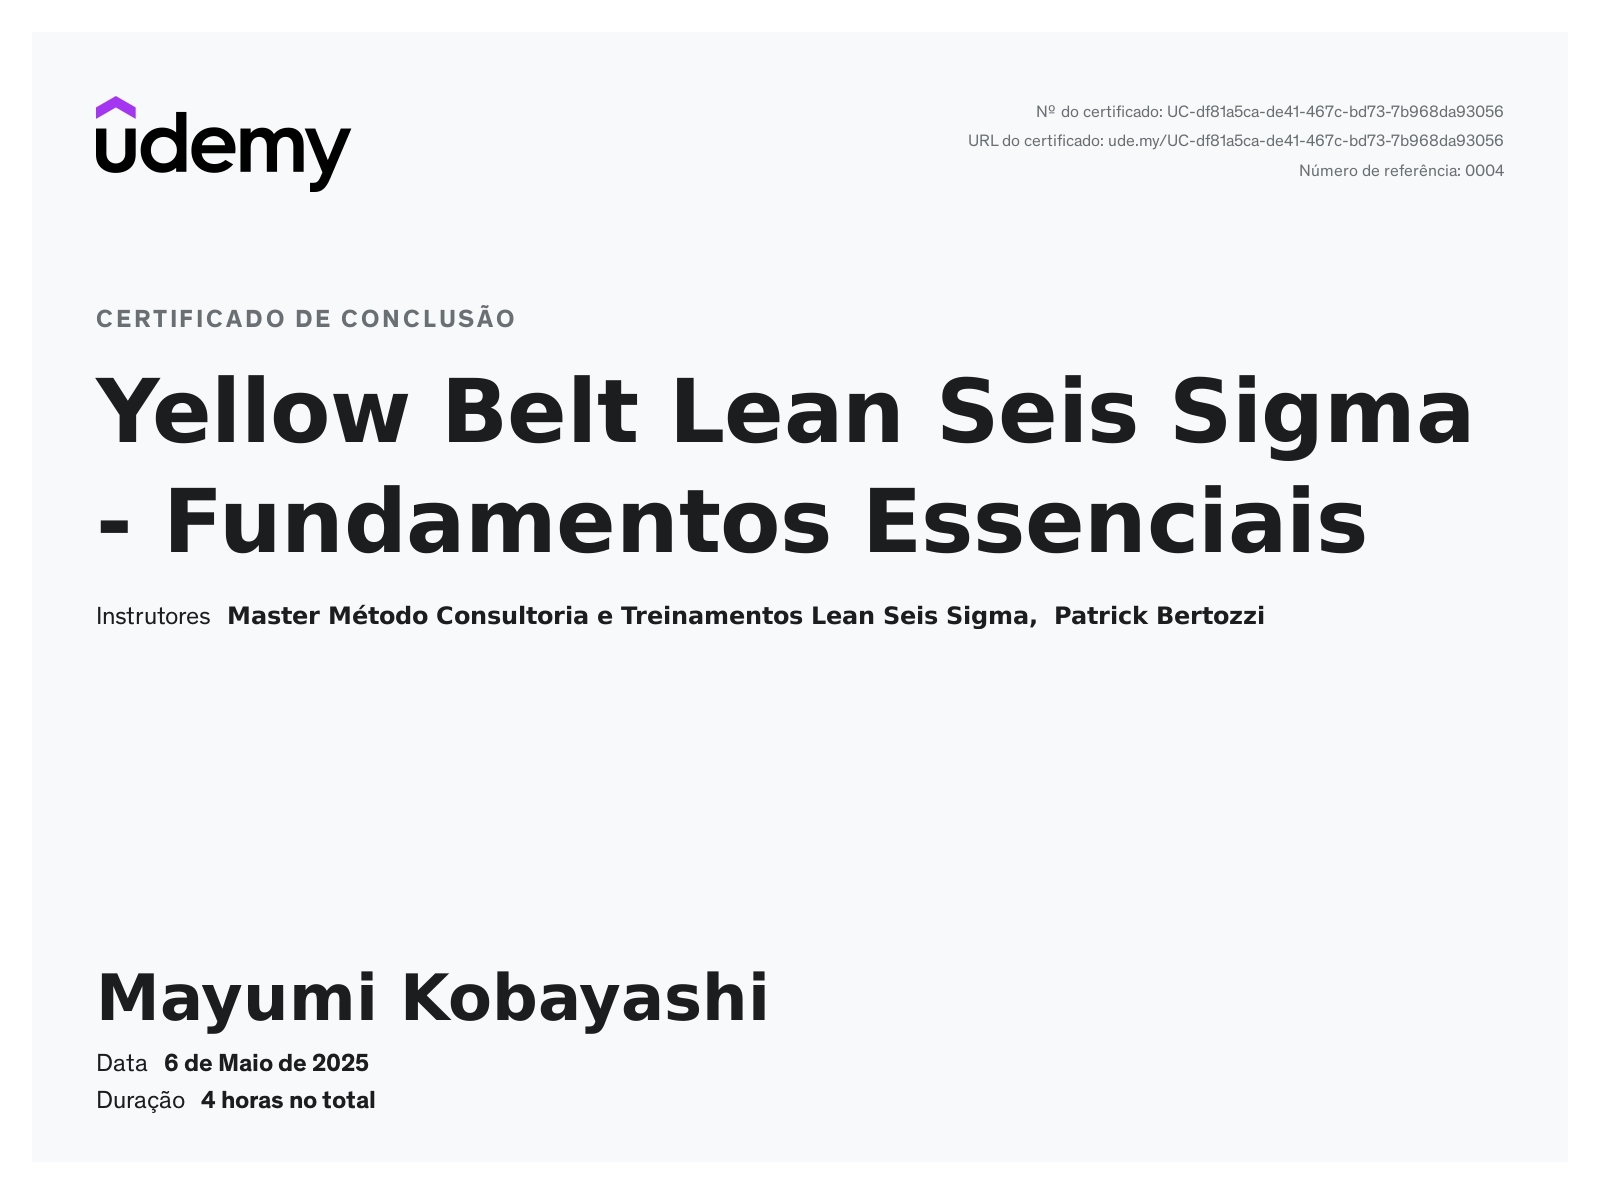 udemy
Nº do certificado: UC-df81a5ca-de41-467c-bd73-7b968da93056
URL do certificado: ude.my/UC-df81a5ca-de41-467c-bd73-7b968da93056
Número de referência: 0004
CERTIFICADO DE CONCLUSÃO
Yellow Belt Lean Seis Sigma
- Fundamentos Essenciais
Instrutores Master Método Consultoria e Treinamentos Lean Seis Sigma, Patrick Bertozzi
Mayumi Kobayashi
Data 6 de Maio de 2025
Duração 4 horas no total